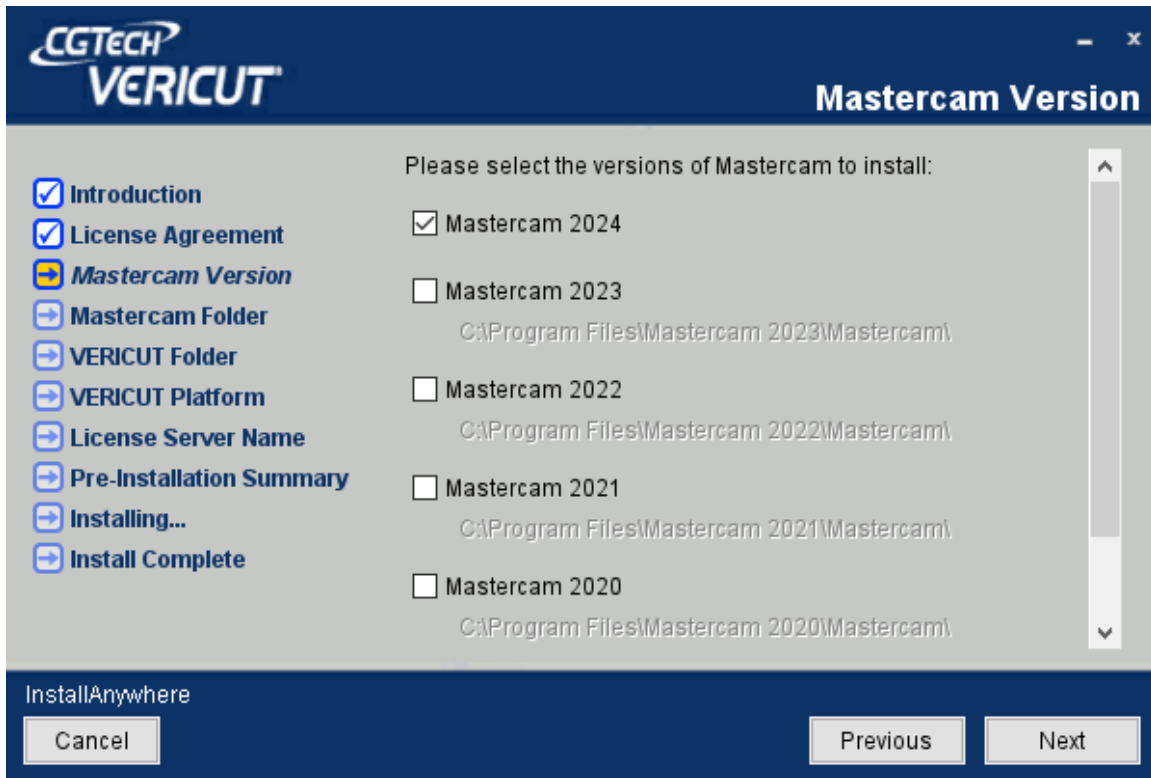 CGTECH
VERICUT
Mastercam Version
Introduction
License Agreement
Mastercam Version
Mastercam Folder
VERICUT Folder
VERICUT Platform
License Server Name
Pre-Installation Summary
Installing...
Install Complete
Please select the versions of Mastercam to install:
Mastercam 2024
Mastercam 2023
C:\Program Files\Mastercam 2023\Mastercam\
Mastercam 2022
C:\Program Files\Mastercam 2022\Mastercam\
Mastercam 2021
C:\Program Files\Mastercam 2021\Mastercam\
Mastercam 2020
C:\Program Files\Mastercam 2020\Mastercam\
InstallAnywhere
Cancel
Previous
Next